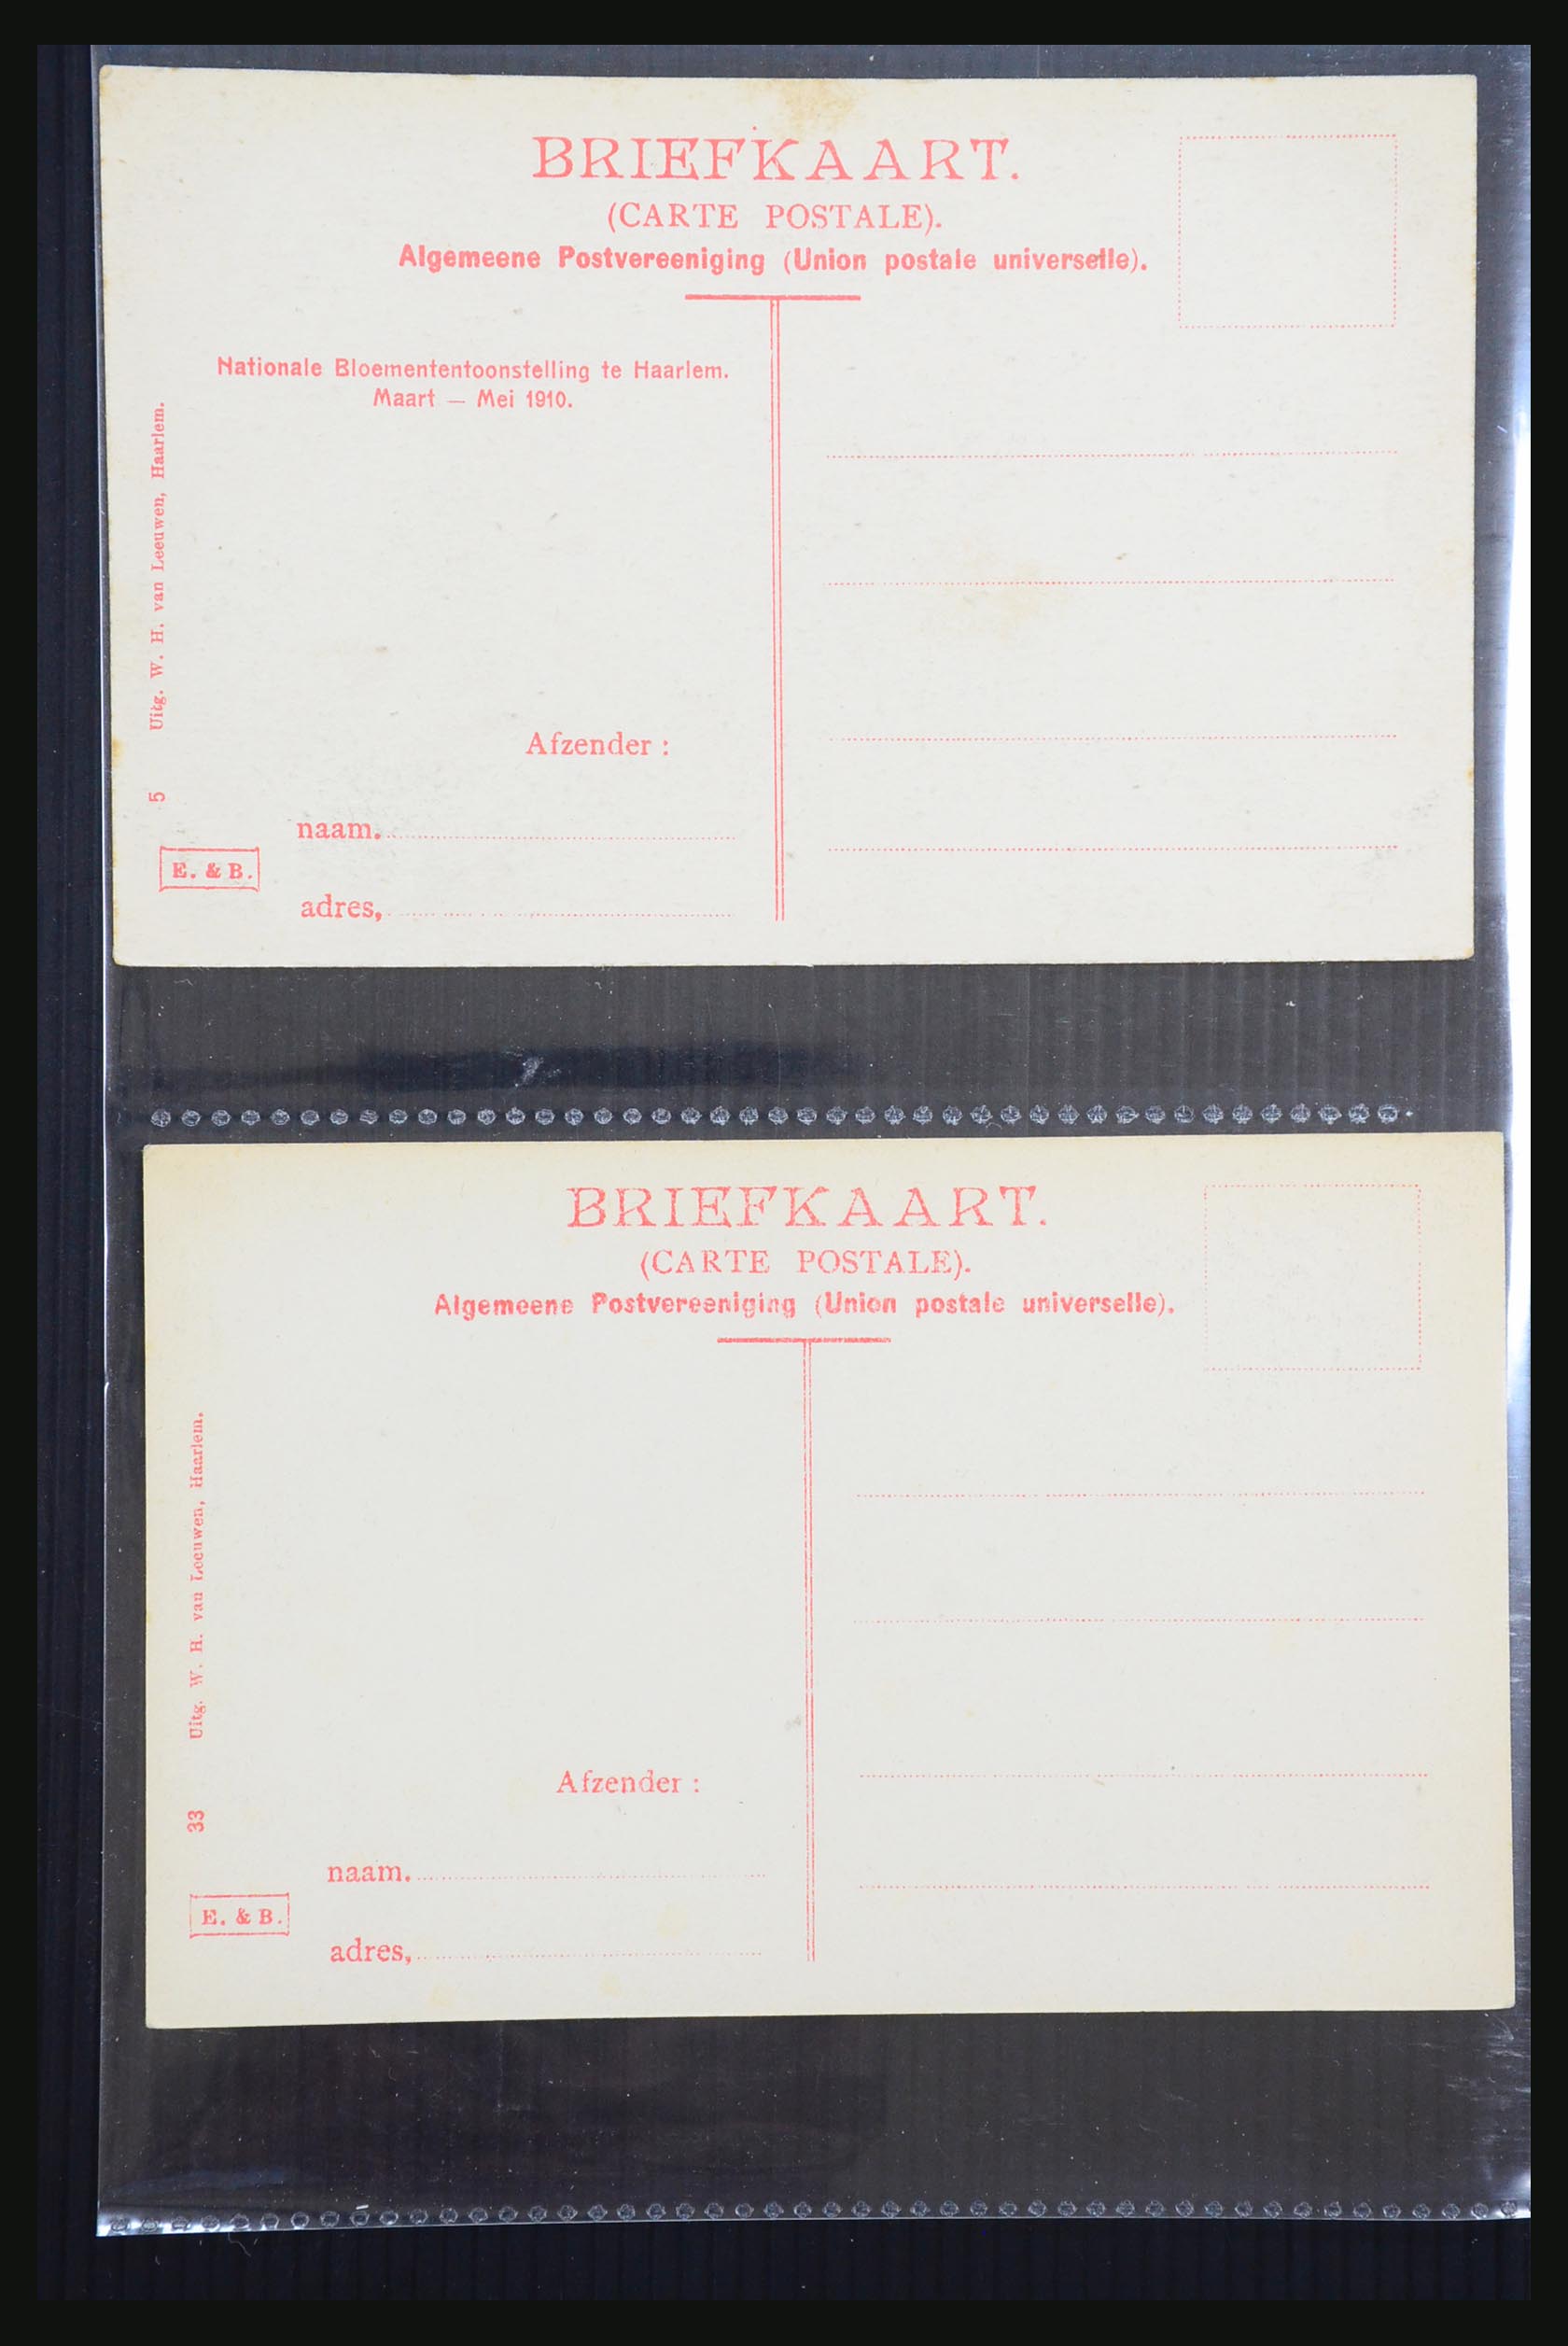 BRIEFKAART.
(CARTE POSTALE).
Algemeene Postvereeniging (Union postale universelle).
Nationale Bloemententoonstelling te Haarlem.
Maart — Mei 1910.
Uitg. W. H. van Leeuwen, Haarlem.
5
Afzender :
naam.
E. & B.
adres,
BRIEFKAART.
(CARTE POSTALE).
Algemeene Postvereeniging (Union postale universelle).
Uitg. W. H. van Leeuwen, Haarlem.
33
Afzender :
naam.
E. & B.
adres,